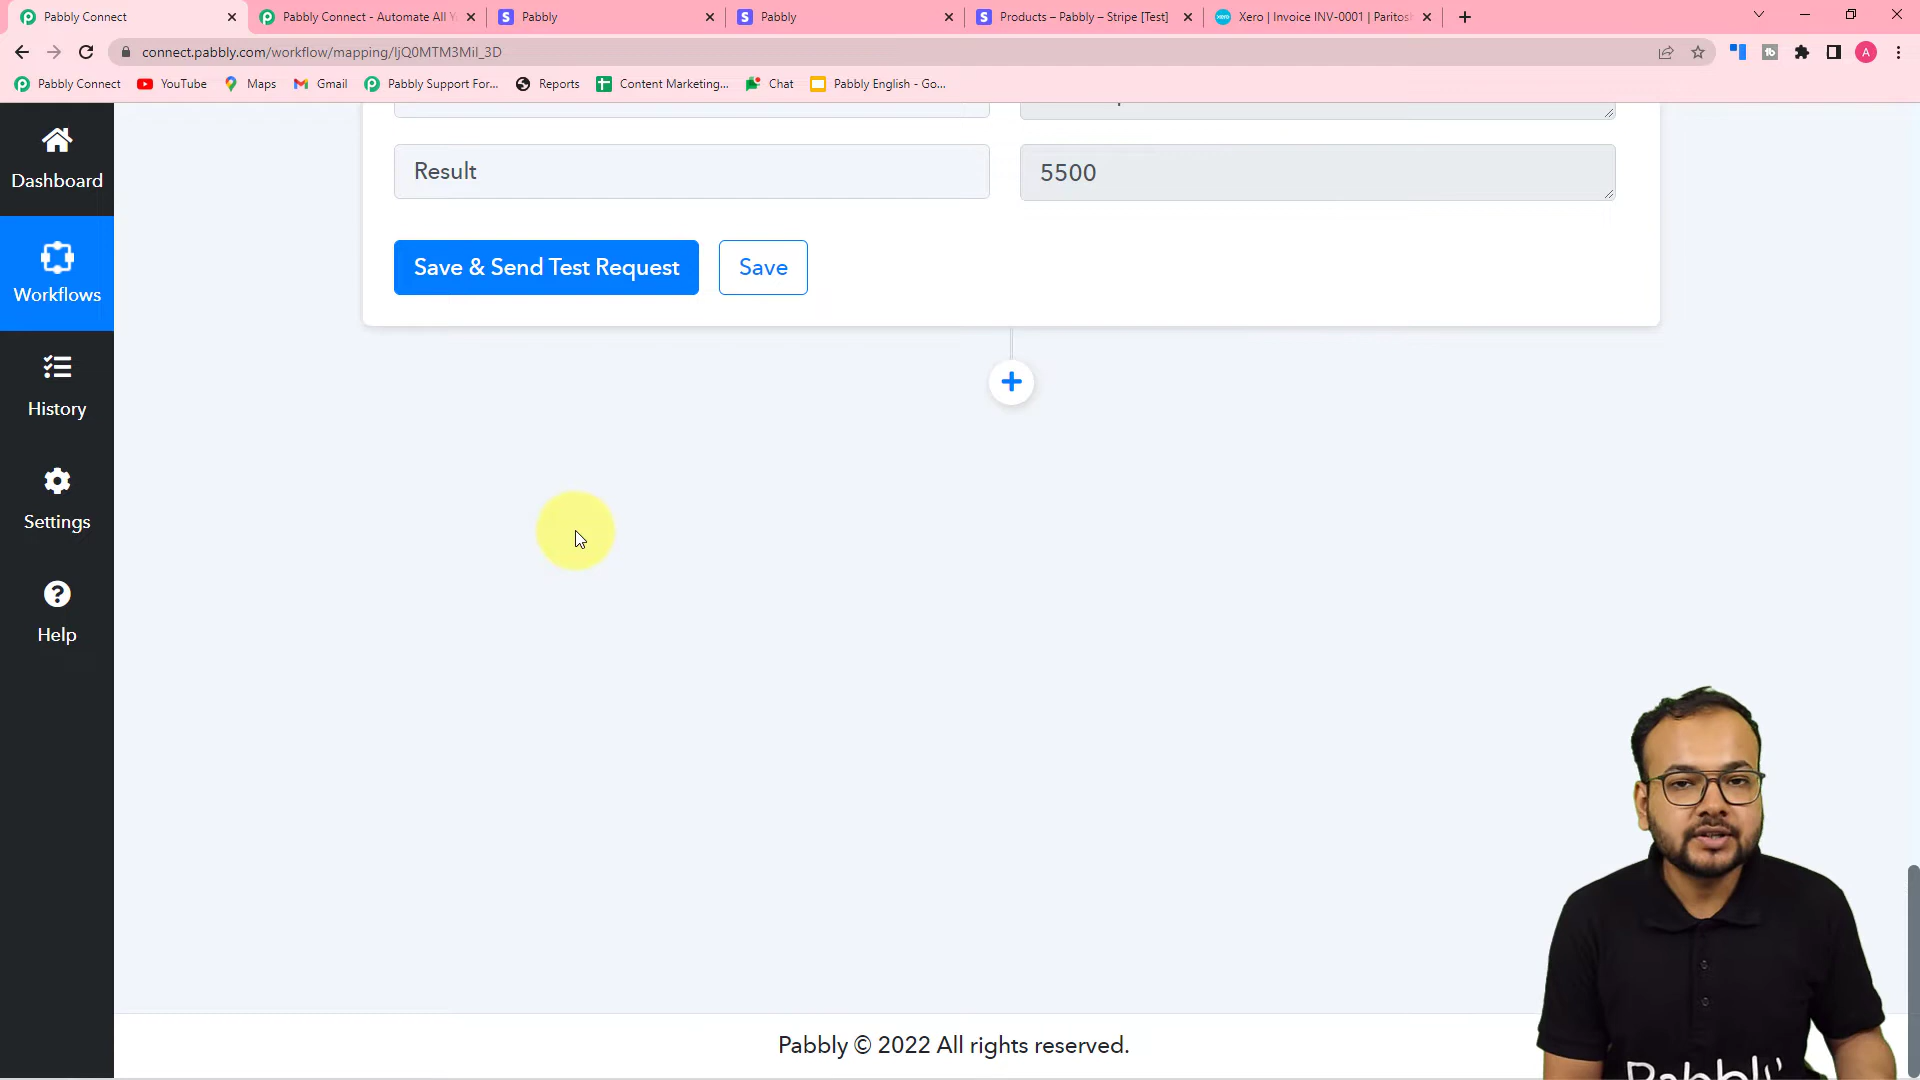 Pabbly Connect
Pabbly Connect - Automate All Y
Pabbly
Pabbly
Products – Pabbly – Stripe [Test]
Xero | Invoice INV-0001 | Paritos
connect.pabbly.com/workflow/mapping/IjQ0MTM3Mil_3D
A
Pabbly Connect
YouTube
Maps
Gmail
Pabbly Support For...
Reports
Content Marketing...
Chat
Pabbly English - Go...
Dashboard
Workflows
History
Settings
Help
Result
5500
Save & Send Test Request
Save
Pabbly © 2022 All rights reserved.
Pabbly